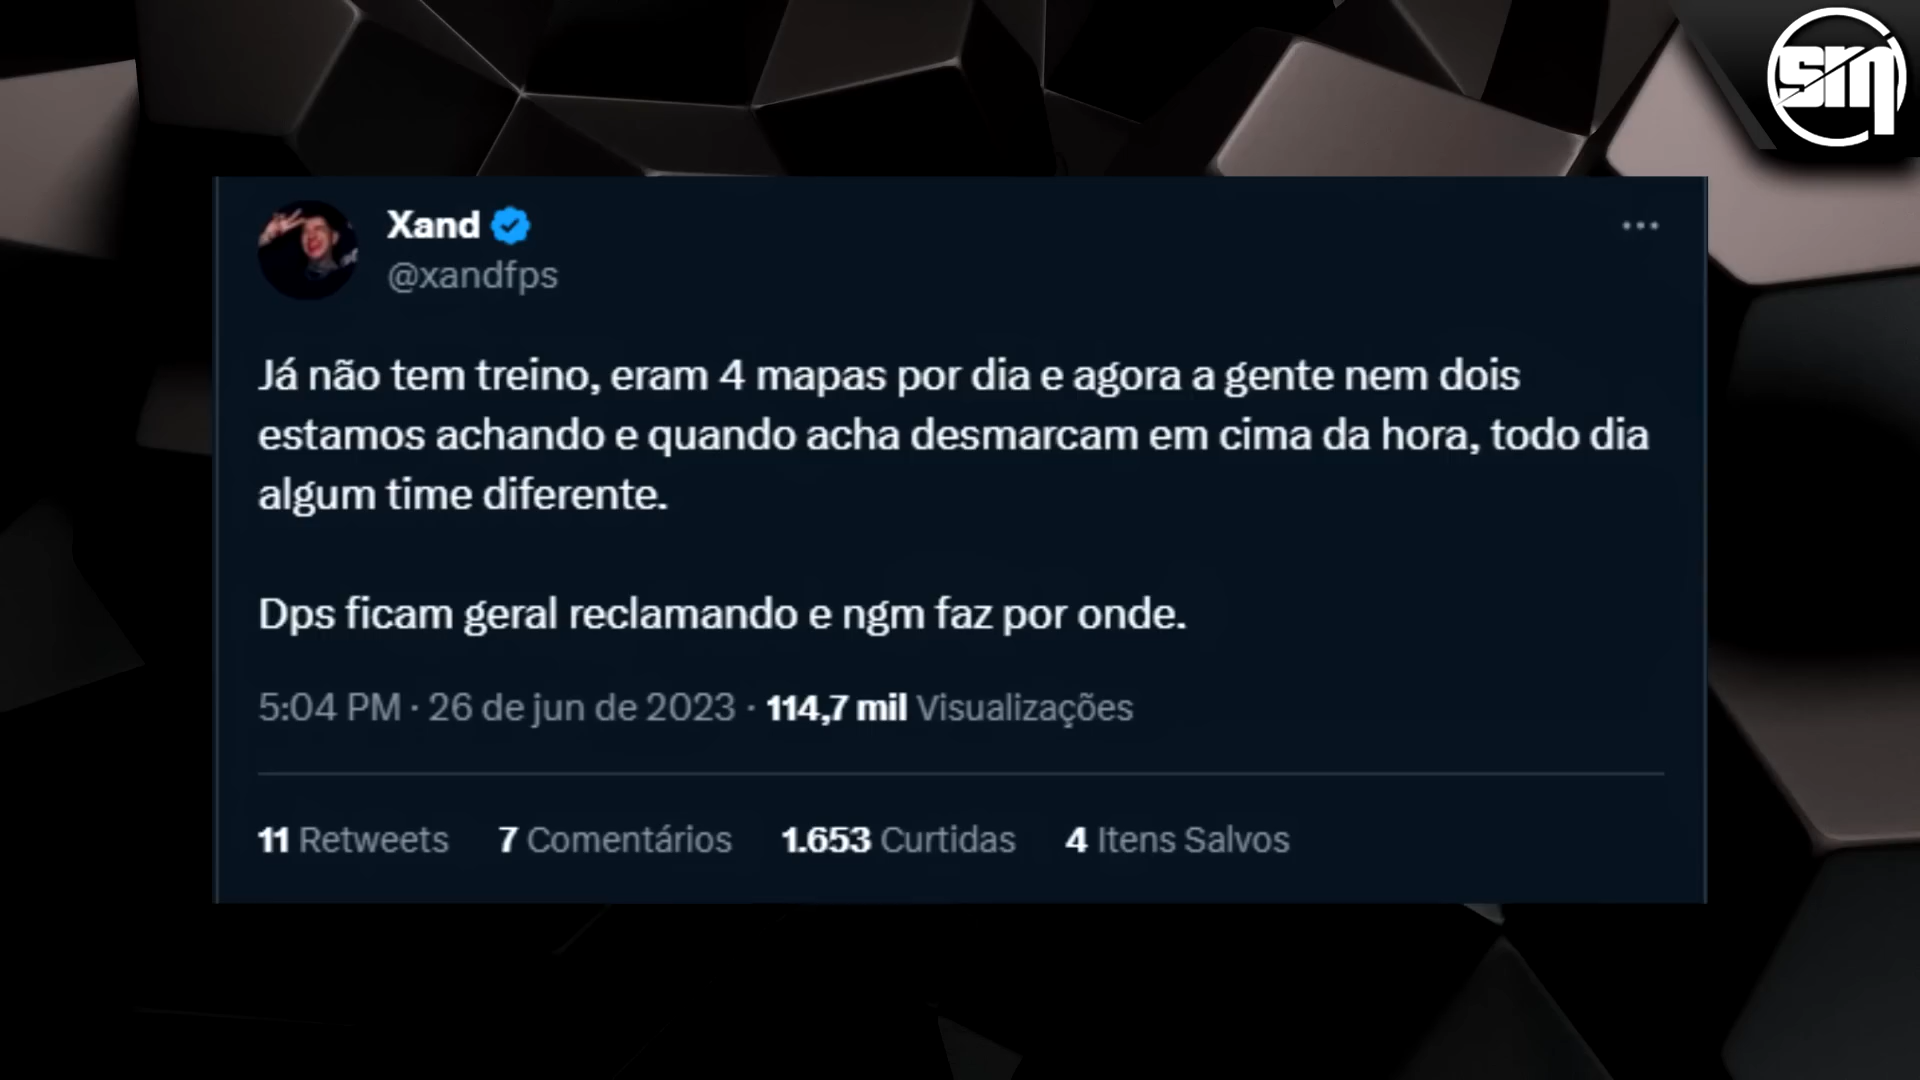 sm
Xand
@xandfps
Já não tem treino, eram 4 mapas por dia e agora a gente nem dois
estamos achando e quando acha desmarcam em cima da hora, todo dia
algum time diferente.
Dps ficam geral reclamando e ngm faz por onde.
5:04 PM · 26 de jun de 2023 · 114,7 mil Visualizações
11 Retweets 7 Comentários 1.653 Curtidas 4 Itens Salvos